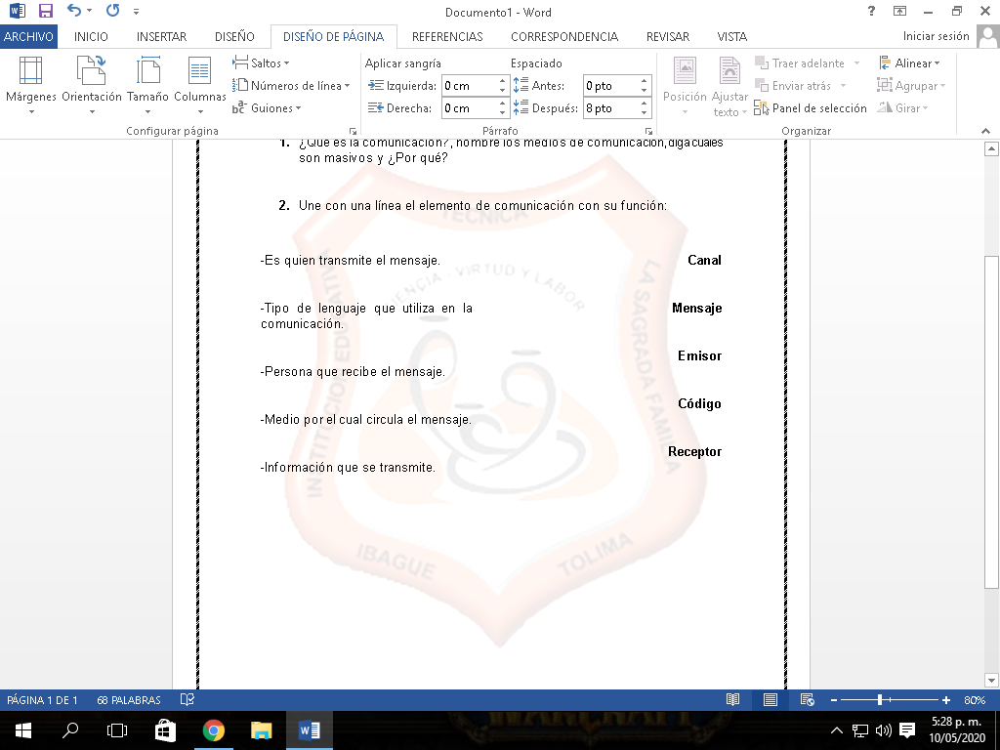 Documento1 - Word
ARCHIVO INICIO INSERTAR DISEÑO DISEÑO DE PÁGINA REFERENCIAS CORRESPONDENCIA REVISAR VISTA Iniciar sesión
Márgenes Orientación Tamaño Columnas
Saltos
Números de línea
Guiones
Configurar página
Aplicar sangría Espaciado
Izquierda: 0 cm Antes: 0 pto
Derecha: 0 cm Después: 8 pto
Párrafo
Posición Ajustar texto
Traer adelante
Enviar atrás
Panel de selección
Alinear
Agrupar
Girar
Organizar
1. ¿Qué es la comunicación?, nombre los medios de comunicación,diga cuales
son masivos y ¿Por qué?
2. Une con una línea el elemento de comunicación con su función:
-Es quien transmite el mensaje. Canal
-Tipo de lenguaje que utiliza en la
comunicación.
Mensaje
Emisor
-Persona que recibe el mensaje.
Código
-Medio por el cual circula el mensaje.
Receptor
-Información que se transmite.
INSTITUCION EDUCATIVA
TECNICA
LA SAGRADA FAMILIA
VIRTUD Y LABOR
IBAGUE TOLIMA
PÁGINA 1 DE 1 68 PALABRAS 80%
5:28 p. m.
10/05/2020